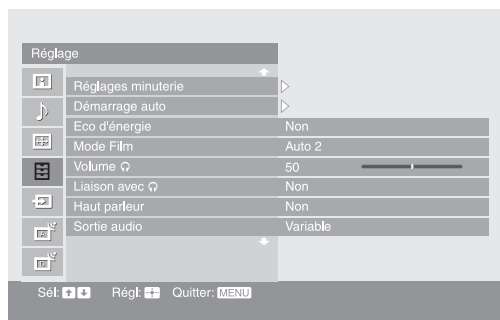 Réglage
Réglages minuterie
Démarrage auto
Eco d'énergie Non
Mode Film Auto 2
Volume 50
Liaison avec Non
Haut parleur Non
Sortie audio Variable
Sél: Régl: Quitter: MENU